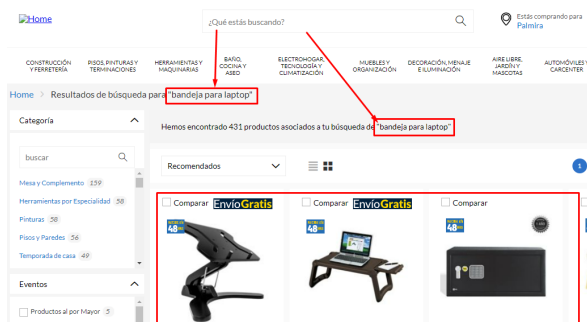 Home
¿Qué estás buscando?
Estás comprando para
Palmira
CONSTRUCCIÓN
Y FERRETERÍA
PISOS, PINTURAS Y
TERMINACIONES
HERRAMIENTAS Y
MAQUINARIAS
BAÑO,
COCINA Y
ASEO
ELECTROHOGAR,
TECNOLOGÍA Y
CLIMATIZACIÓN
MUEBLES Y
ORGANIZACIÓN
DECORACIÓN, MENAJE
E ILUMINACIÓN
AIRE LIBRE,
JARDÍN Y
MASCOTAS
AUTOMÓVILES Y
CAR CENTER
Home > Resultados de búsqueda para "bandeja para laptop"
Categoría
Hemos encontrado 431 productos asociados a tu búsqueda de "bandeja para laptop"
buscar
Recomendados
1
Mesa y Complemento 159
Herramientas por Especialidad 58
Pinturas 58
Pisos y Paredes 56
Temporada de casa 49
Eventos
Productos al por Mayor 5
Comparar EnvíoGratis
Comparar EnvíoGratis
Comparar
48
48
48